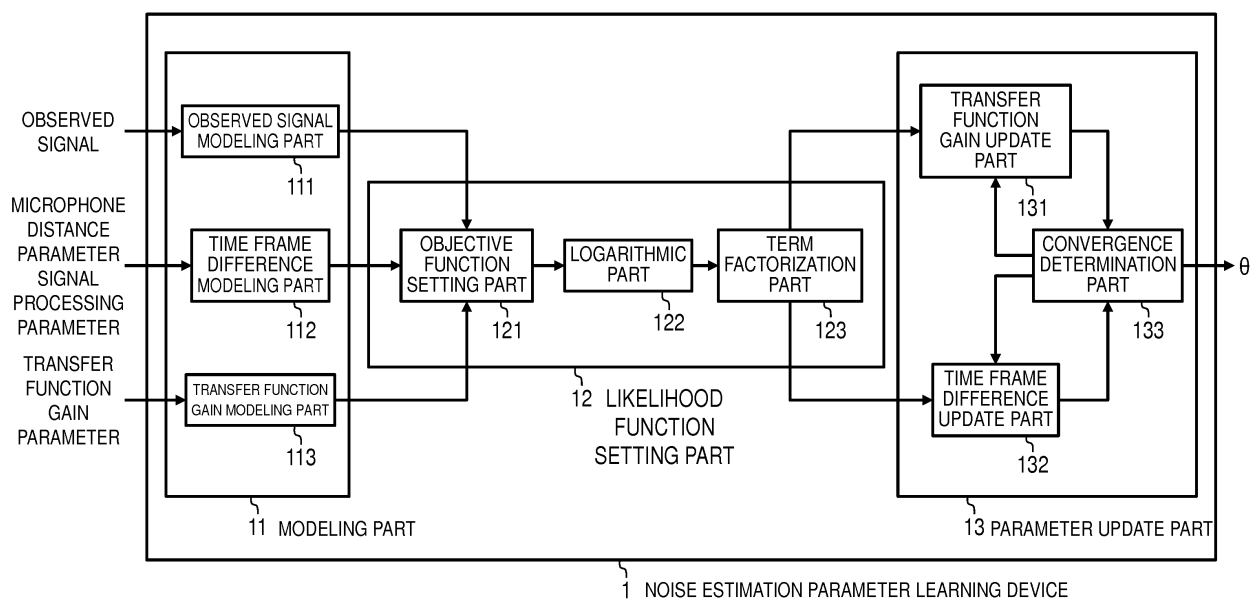 OBSERVED
SIGNAL
OBSERVED SIGNAL
MODELING PART
111
MICROPHONE
DISTANCE
PARAMETER
SIGNAL
PROCESSING
PARAMETER
TIME FRAME
DIFFERENCE
MODELING PART
112
TRANSFER
FUNCTION
GAIN
PARAMETER
TRANSFER FUNCTION
GAIN MODELING PART
113
11 MODELING PART
OBJECTIVE
FUNCTION
SETTING PART
121
LOGARITHMIC
PART
122
TERM
FACTORIZATION
PART
123
12 LIKELIHOOD
FUNCTION
SETTING PART
TRANSFER
FUNCTION
GAIN UPDATE
PART
131
CONVERGENCE
DETERMINATION
PART
133
θ
TIME FRAME
DIFFERENCE
UPDATE PART
132
13 PARAMETER UPDATE PART
1 NOISE ESTIMATION PARAMETER LEARNING DEVICE